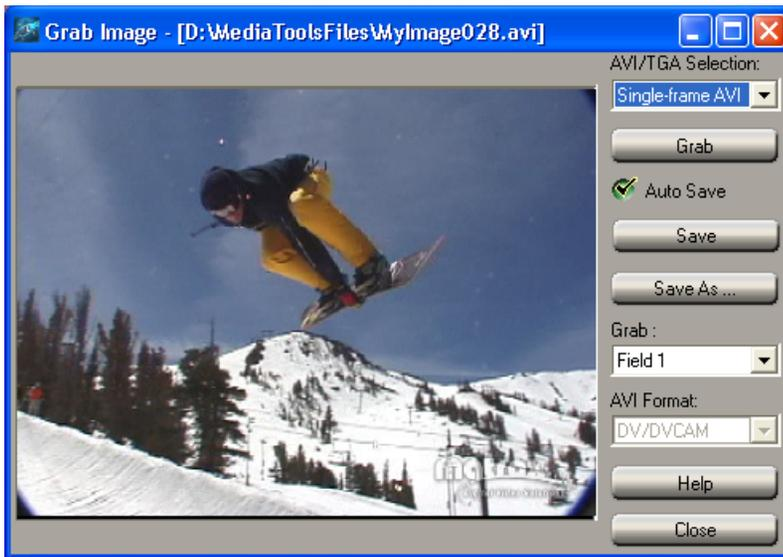 Grab Image - [D:\MediaToolsFiles\MyImage028.avi]
AVI/TGA Selection:
Single-frame AVI
Grab
Auto Save
Save
Save As ...
Grab :
Field 1
AVI Format:
DV/DVCAM
Help
Close